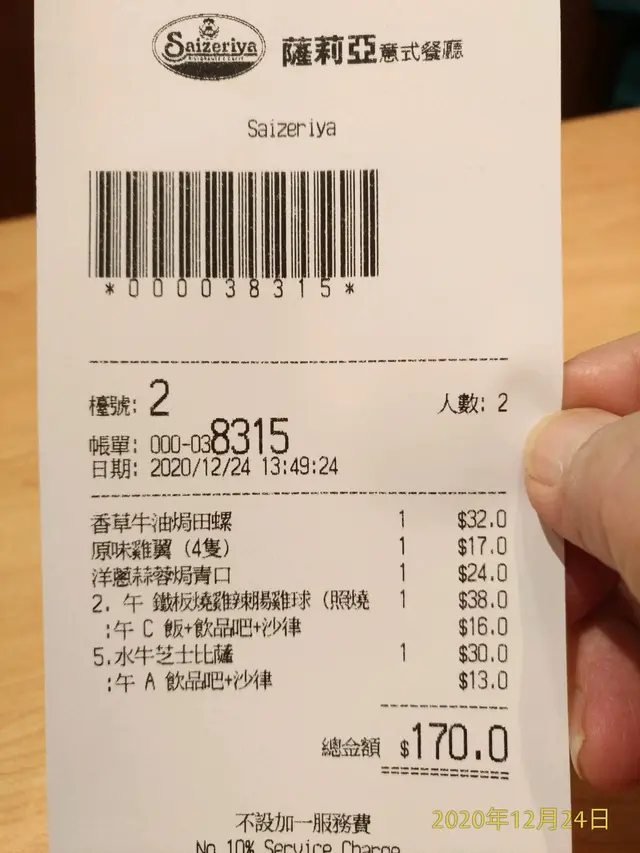 Saizeriya
薩莉亞意式餐廳
Saizeriya
*000038315*
檯號: 2
人數: 2
帳單: 000-038315
日期: 2020/12/24 13:49:24
香草牛油焗田螺 1 $32.0
原味雞翼 (4隻) 1 $17.0
洋蔥蒜蓉焗青口 1 $24.0
2. 午 鐵板燒雞辣腸雞球 (照燒 1 $38.0
:午 C 飯+飲品吧+沙律 $16.0
5.水牛芝士比薩 1 $30.0
:午 A 飲品吧+沙律 $13.0
總金額 $170.0
不設加一服務費
No 10% Service Charge
2020年12月24日